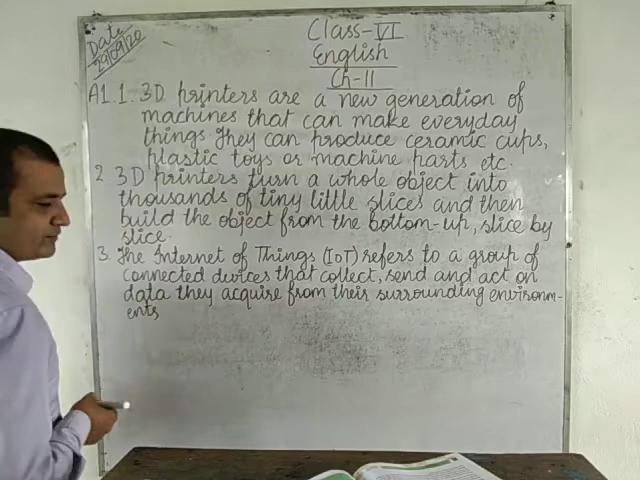 Date
29/09/20
Class-VI
English
Ch-11
A1. 1. 3D printers are a new generation of
machines that can make everyday
things They can produce ceramic cups,
plastic toys or machine parts etc.
2. 3D printers turn a whole object into
thousands of tiny little slices and then
build the object from the bottom-up, slice by
slice.
3. The Internet of Things (IoT) refers to a group of
connected devices that collect, send and act on
data they acquire from their surrounding environm-
ents